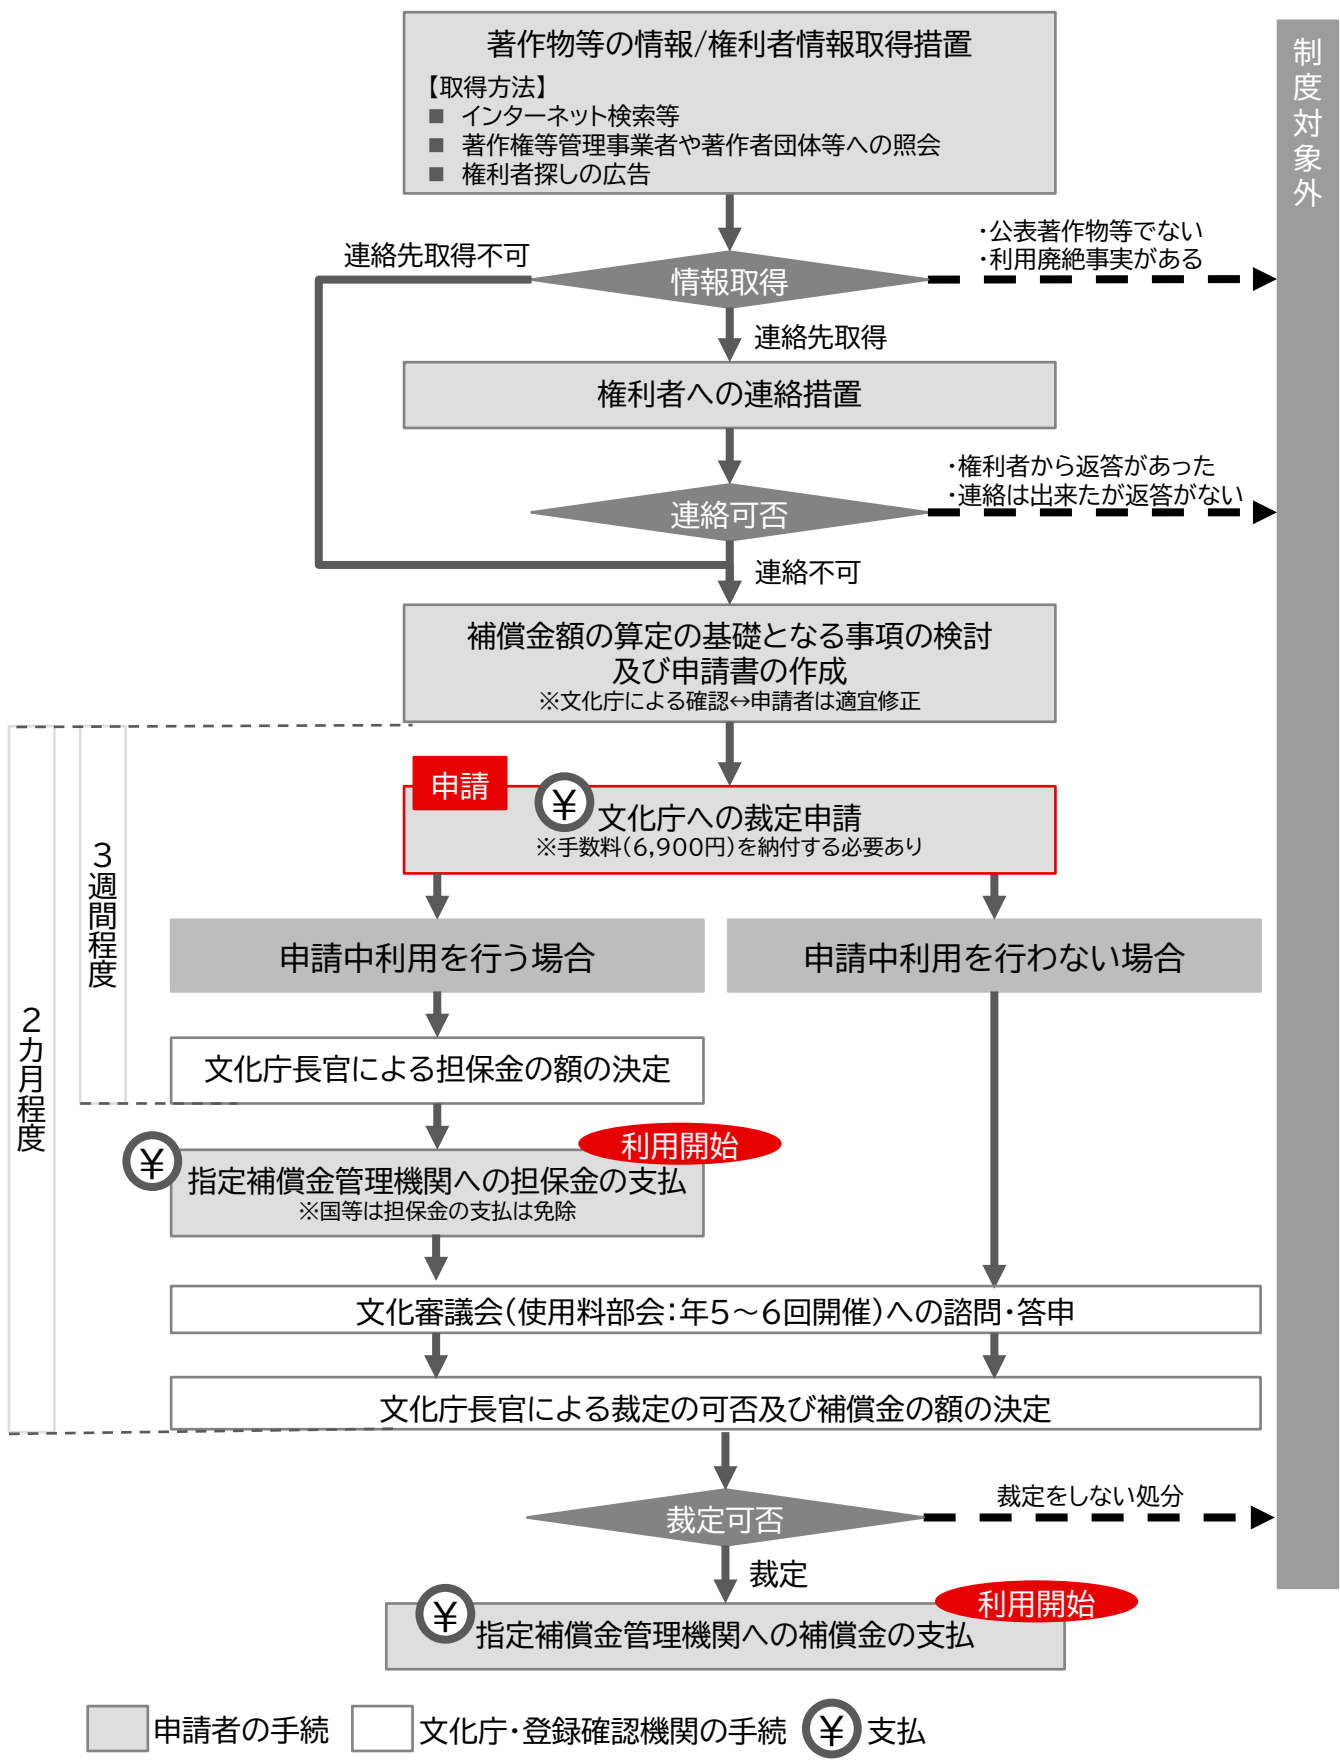 著作物等の情報/権利者情報取得措置
【取得方法】
■ インターネット検索等
■ 著作権等管理事業者や著作者団体等への照会
■ 権利者探しの広告
制度対象外
連絡先取得不可
・公表著作物等でない
・利用廃絶事実がある
情報取得
連絡先取得
権利者への連絡措置
・権利者から返答があった
・連絡は出来たが返答がない
連絡可否
連絡不可
補償金額の算定の基礎となる事項の検討
及び申請書の作成
※文化庁による確認↔申請者は適宜修正
申請
¥
文化庁への裁定申請
※手数料(6,900円)を納付する必要あり
3週間程度
2カ月程度
申請中利用を行う場合
申請中利用を行わない場合
文化庁長官による担保金の額の決定
利用開始
¥
指定補償金管理機関への担保金の支払
※国等は担保金の支払は免除
文化審議会(使用料部会:年5～6回開催)への諮問・答申
文化庁長官による裁定の可否及び補償金の額の決定
裁定可否
裁定をしない処分
裁定
利用開始
¥
指定補償金管理機関への補償金の支払
申請者の手続
文化庁・登録確認機関の手続
¥ 支払